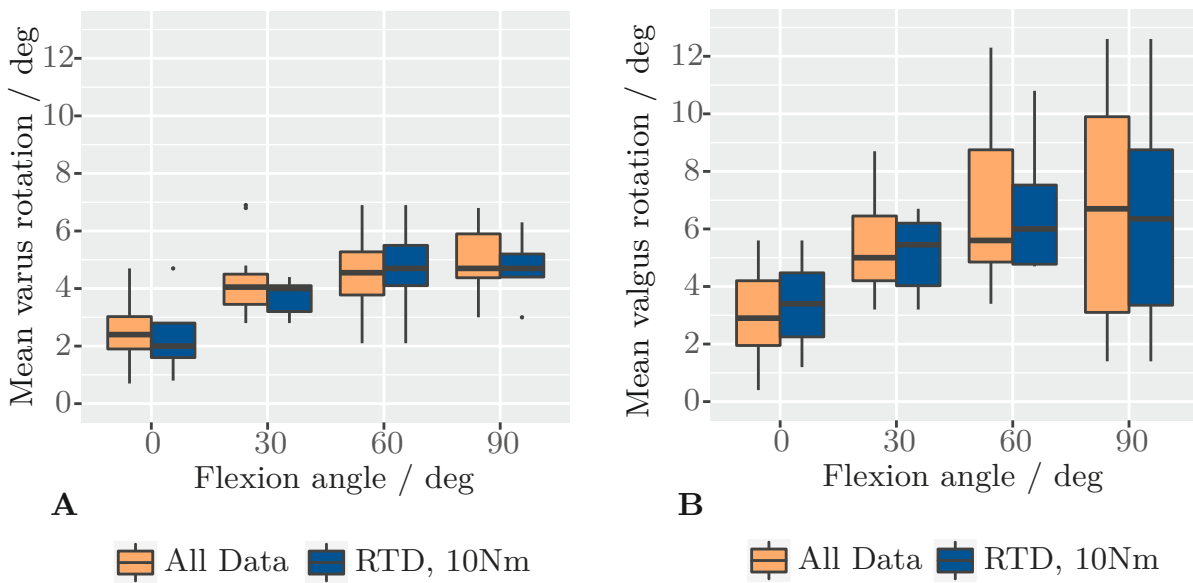 Mean varus rotation / deg
12
10
8
6
4
2
0
0 30 60 90
Flexion angle / deg
A
All Data RTD, 10Nm
Mean valgus rotation / deg
12
10
8
6
4
2
0
0 30 60 90
Flexion angle / deg
B
All Data RTD, 10Nm